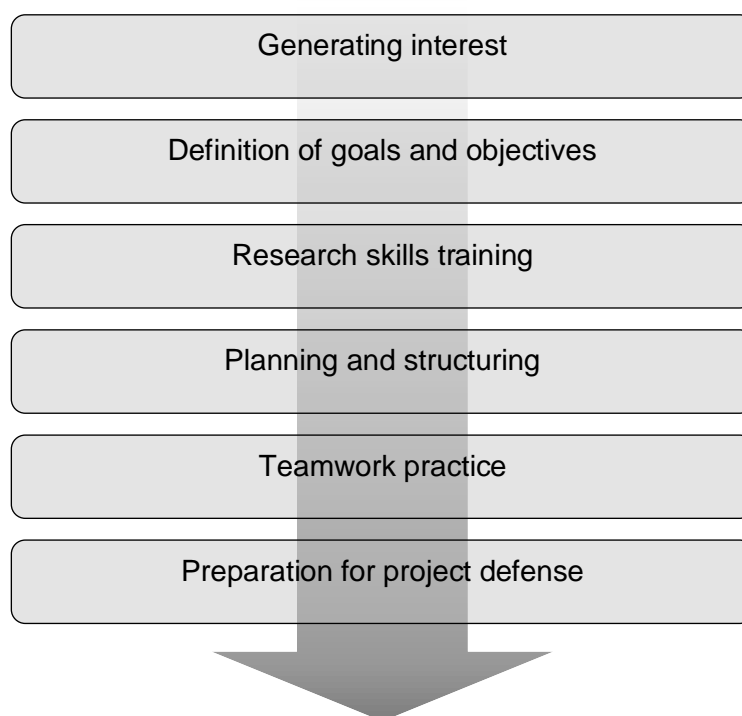 Generating interest
Definition of goals and objectives
Research skills training
Planning and structuring
Teamwork practice
Preparation for project defense